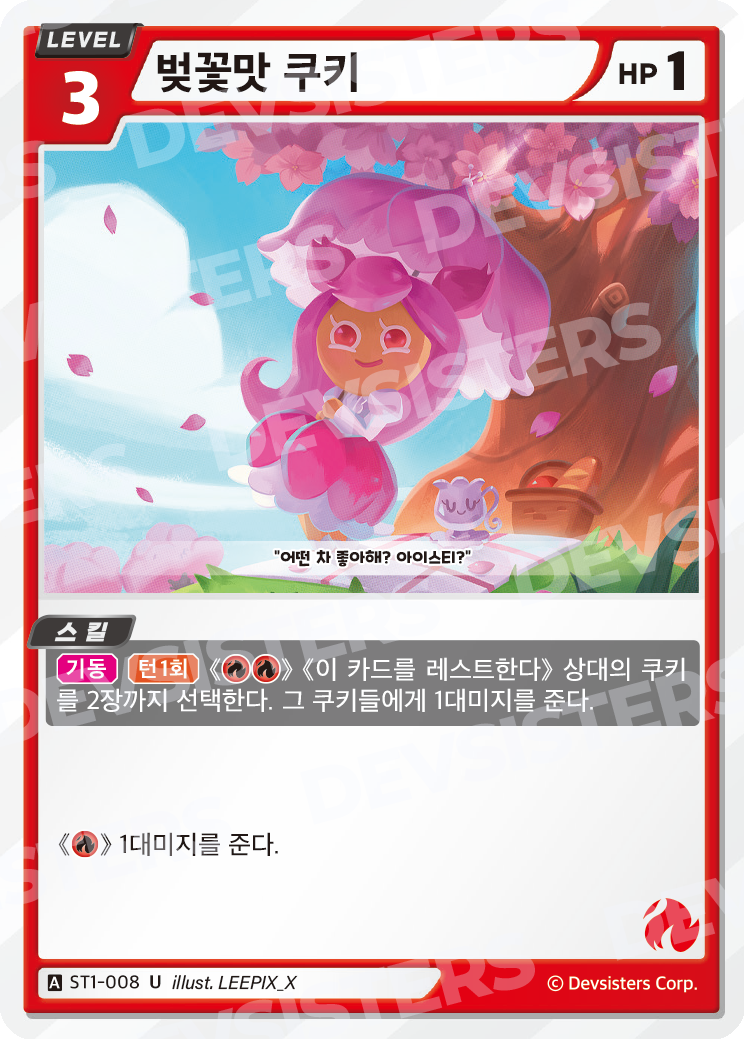 LEVEL
3
벚꽃맛 쿠키
HP 1
"어떤 차 좋아해? 아이스티?"
스킬
기동 턴1회 《》《이 카드를 레스트한다》 상대의 쿠키
를 2장까지 선택한다. 그 쿠키들에게 1대미지를 준다.
《》 1대미지를 준다.
A ST1-008 U illust. LEEPIX_X
© Devsisters Corp.
DEVSISTERS